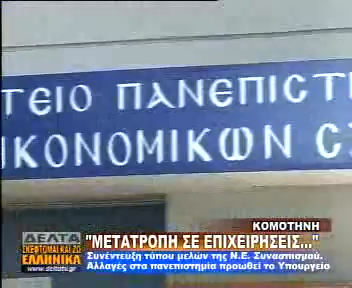 ΤΕΙΟ ΠΑΝΕΠΙΣΤ
ΙΚΟΝΟΜΙΚΩΝ
ΚΟΜΟΤΗΝΗ
ΔΕΛΤΑ
ΣΚΕΦΤΟΜΑΙ ΚΑΙ ΖΩ
ΕΛΛΗΝΙΚΑ
www.deltatv.gr
"ΜΕΤΑΤΡΟΠΗ ΣΕ ΕΠΙΧΕΙΡΗΣΕΙΣ..."
Συνέντευξη τύπου μελών της Ν.Ε. Συνασπισμού.
Αλλαγές στα πανεπιστημία προωθεί το Υπουργείο